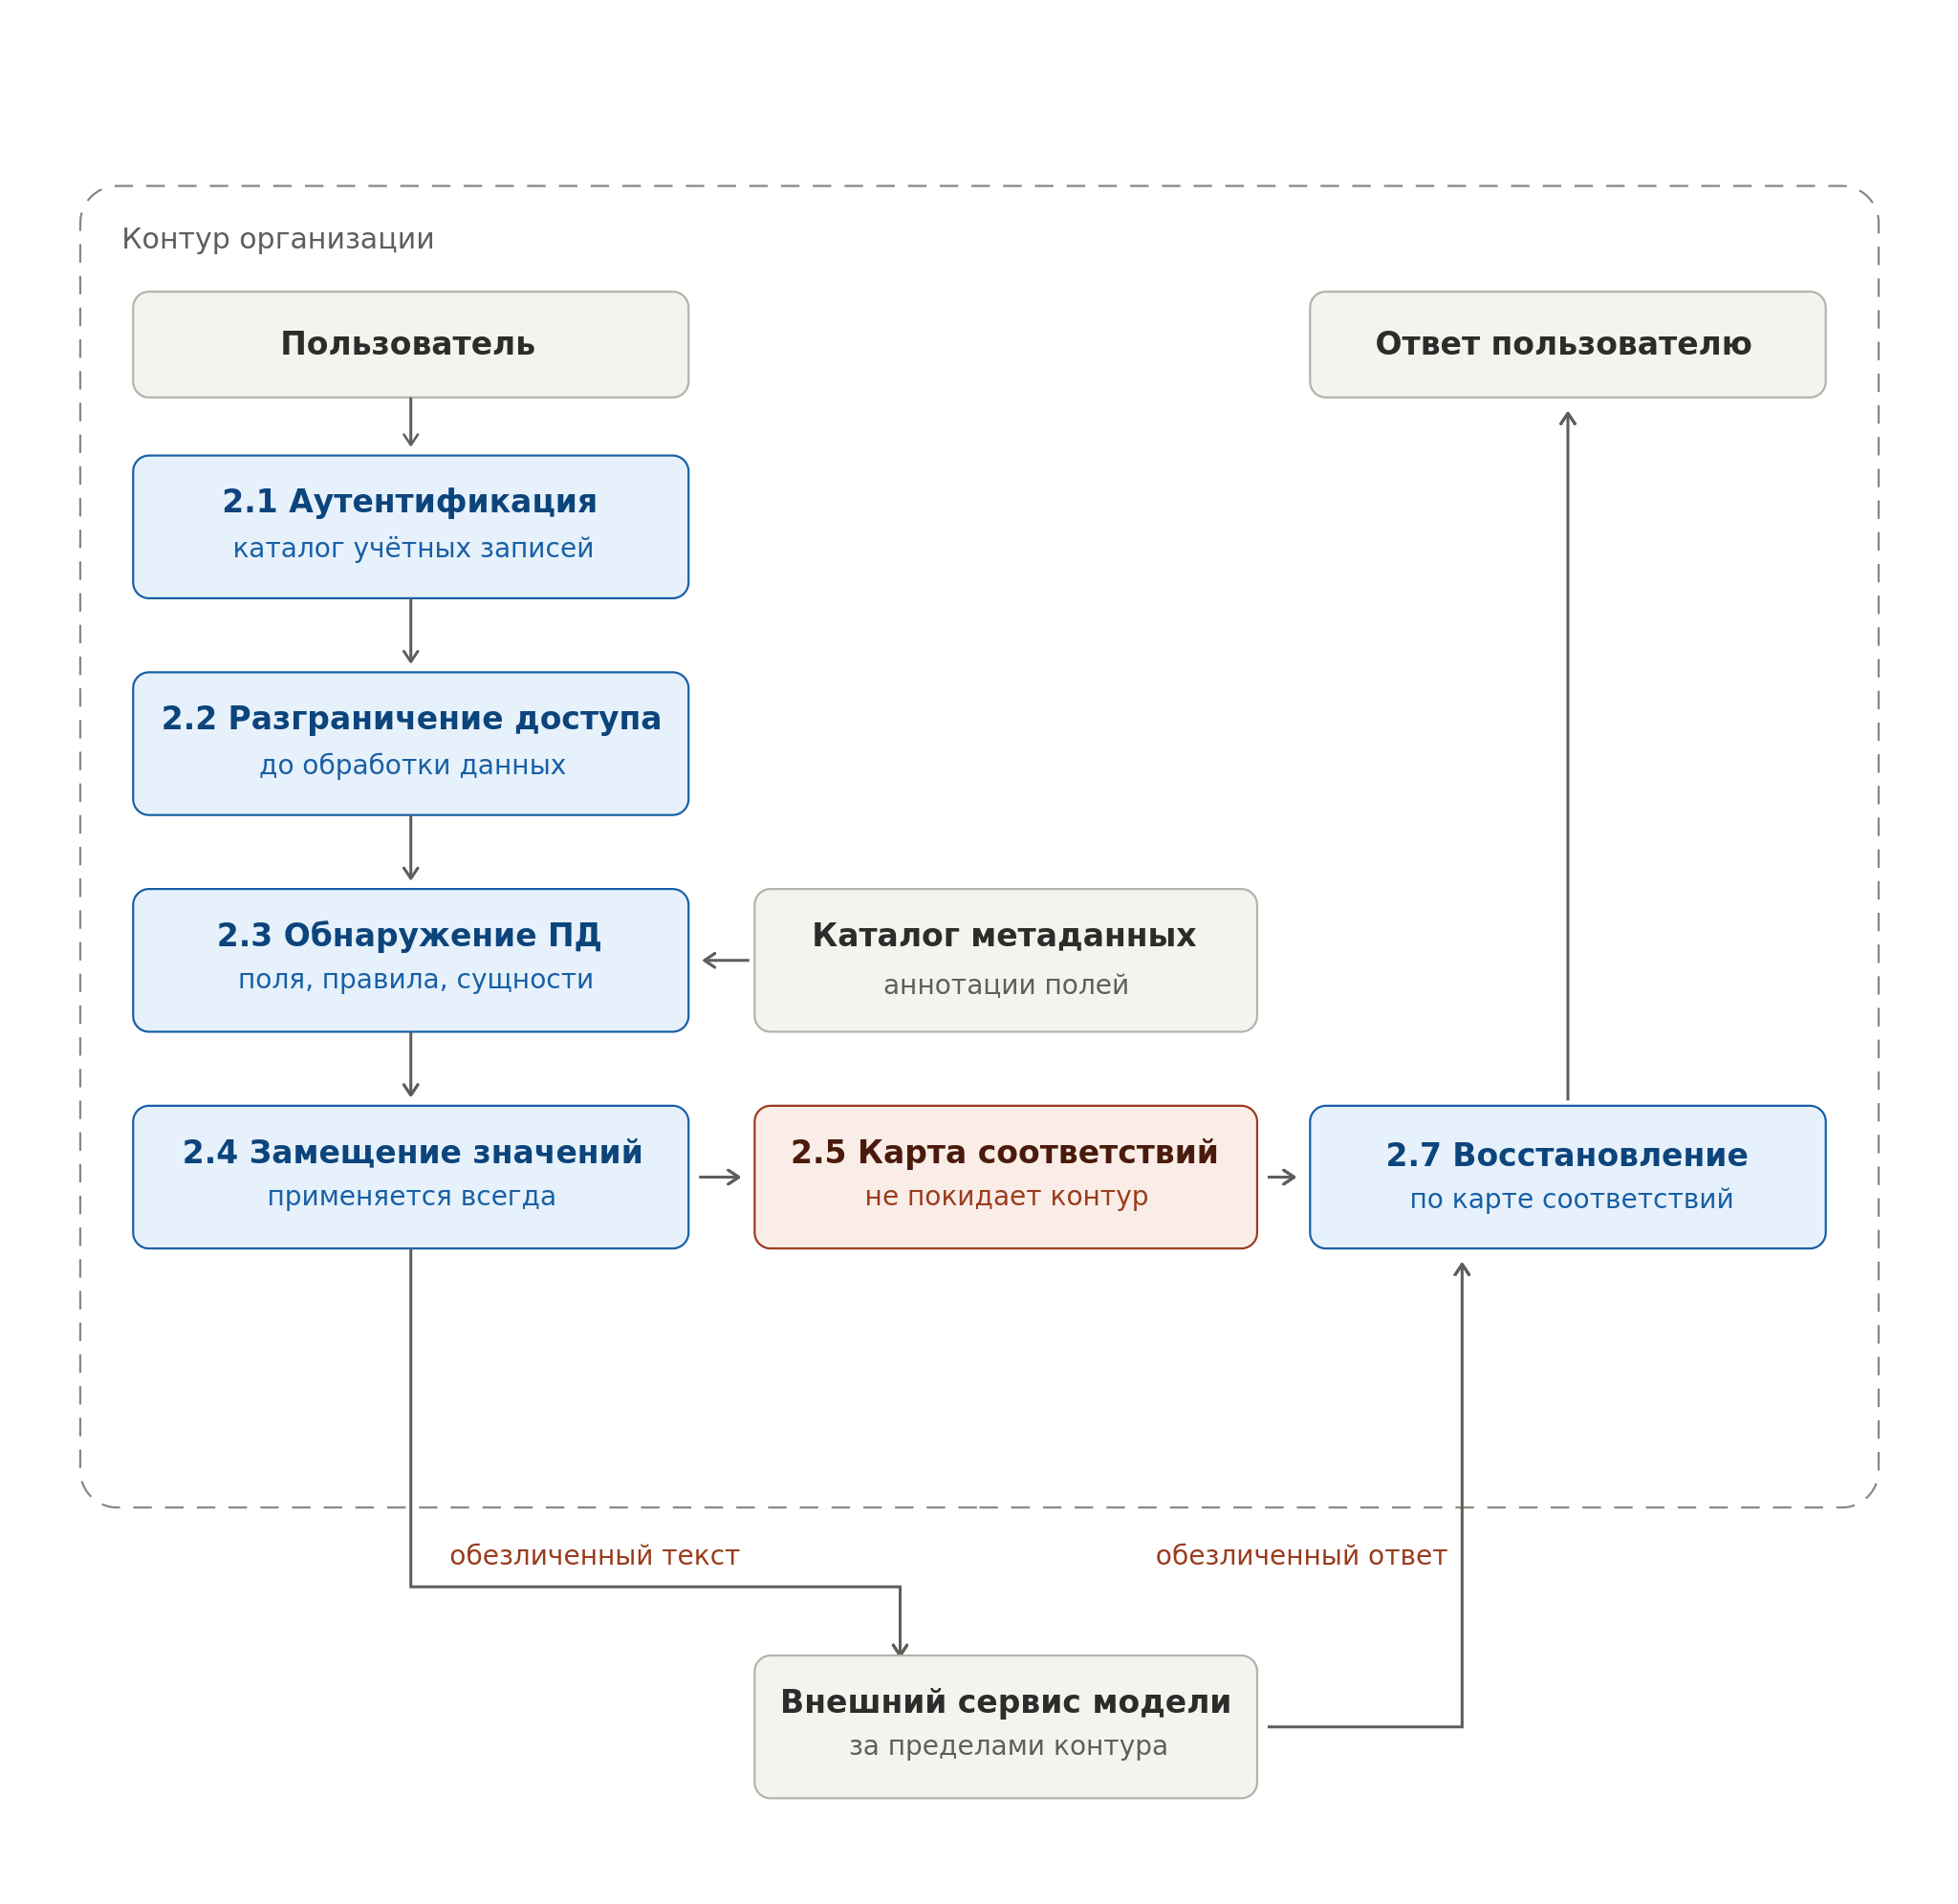 Контур организации
Пользователь
Ответ пользователю
2.1 Аутентификация
каталог учётных записей
2.2 Разграничение доступа
до обработки данных
2.3 Обнаружение ПД
поля, правила, сущности
Каталог метаданных
аннотации полей
2.4 Замещение значений
применяется всегда
2.5 Карта соответствий
не покидает контур
2.7 Восстановление
по карте соответствий
обезличенный текст
обезличенный ответ
Внешний сервис модели
за пределами контура